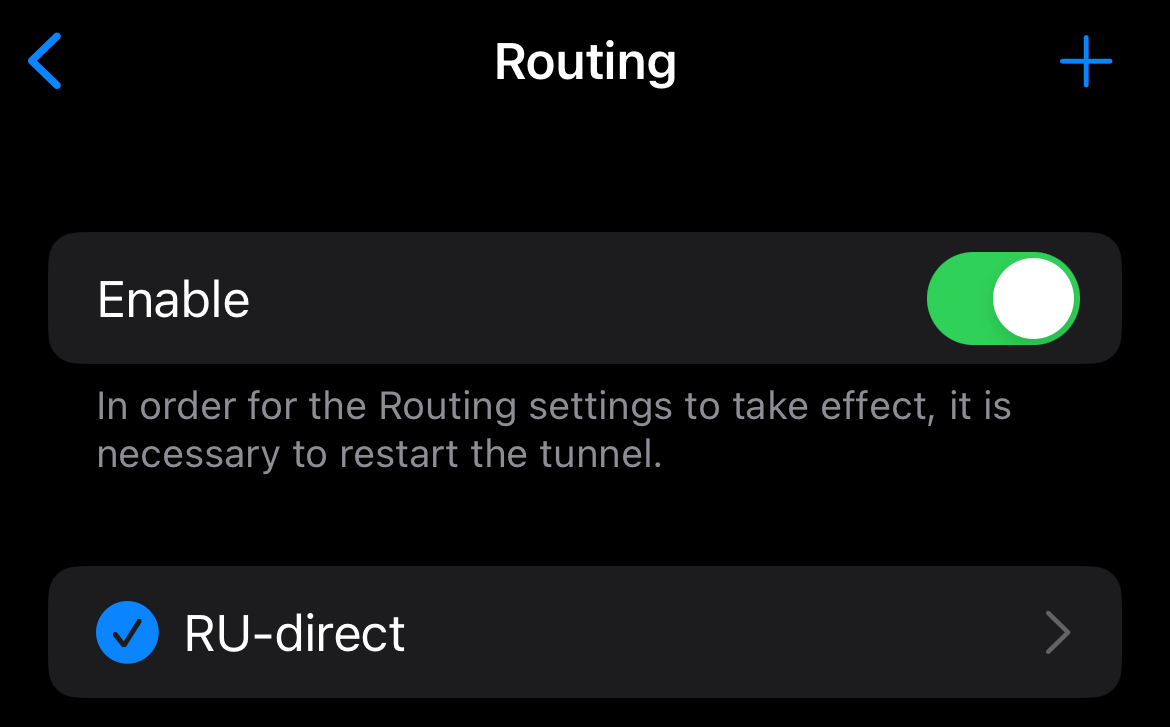 Routing
Enable
In order for the Routing settings to take effect, it is
necessary to restart the tunnel.
RU-direct